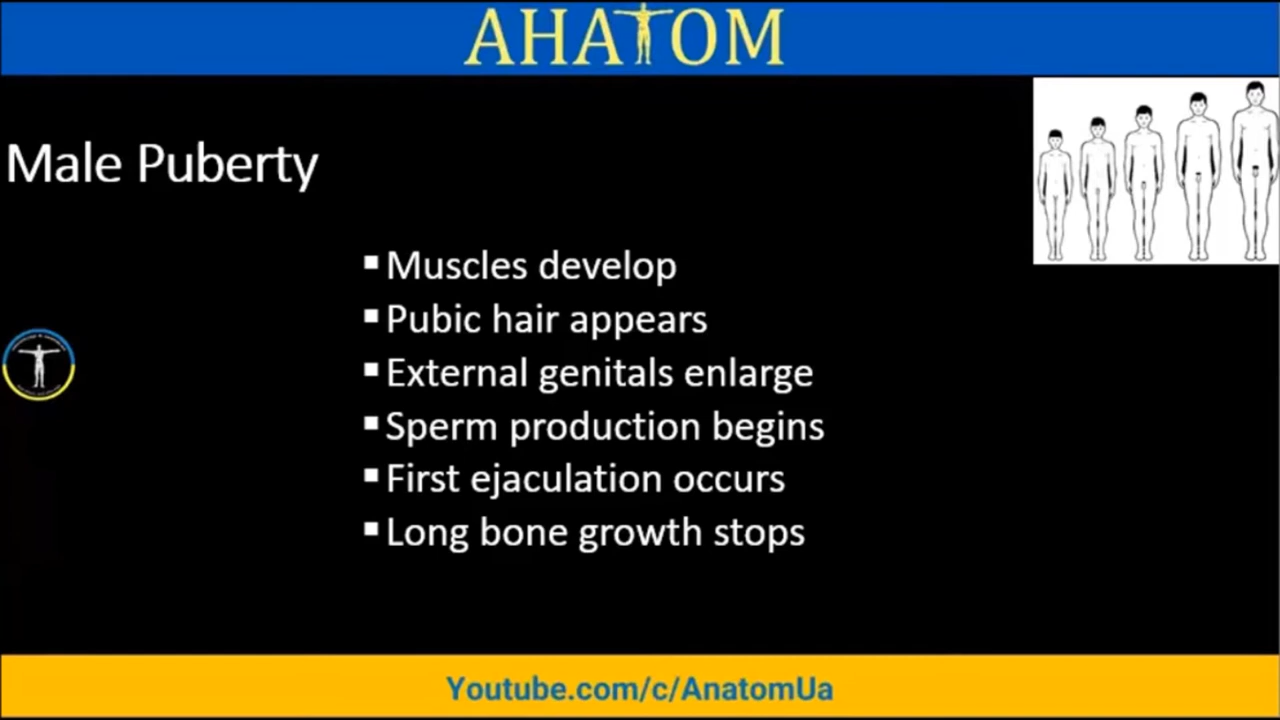 АНАТОМ
Male Puberty
▪ Muscles develop
▪ Pubic hair appears
▪ External genitals enlarge
▪ Sperm production begins
▪ First ejaculation occurs
▪ Long bone growth stops
Youtube.com/c/AnatomUa